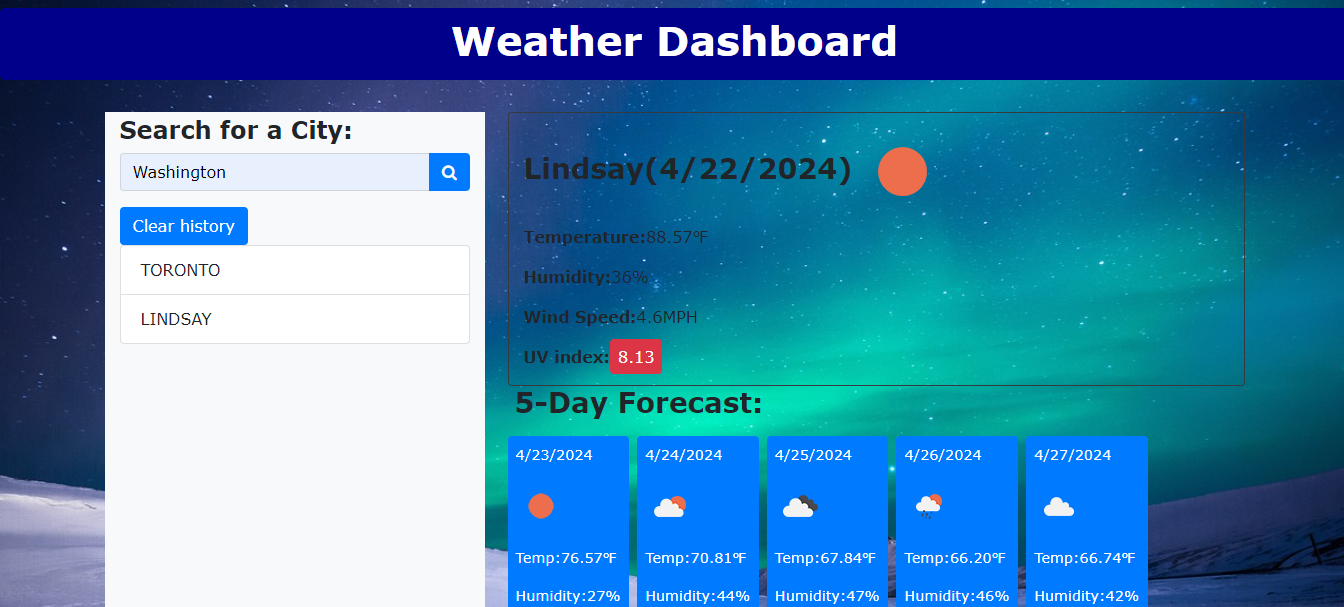 Weather Dashboard
Search for a City:
Washington
Clear history
TORONTO
LINDSAY
Lindsay(4/22/2024)
Temperature:88.57°F
Humidity:36%
Wind Speed:4.6MPH
UV index:8.13
5-Day Forecast:
4/23/2024
Temp:76.57°F
Humidity:27%
4/24/2024
Temp:70.81°F
Humidity:44%
4/25/2024
Temp:67.84°F
Humidity:47%
4/26/2024
Temp:66.20°F
Humidity:46%
4/27/2024
Temp:66.74°F
Humidity:42%